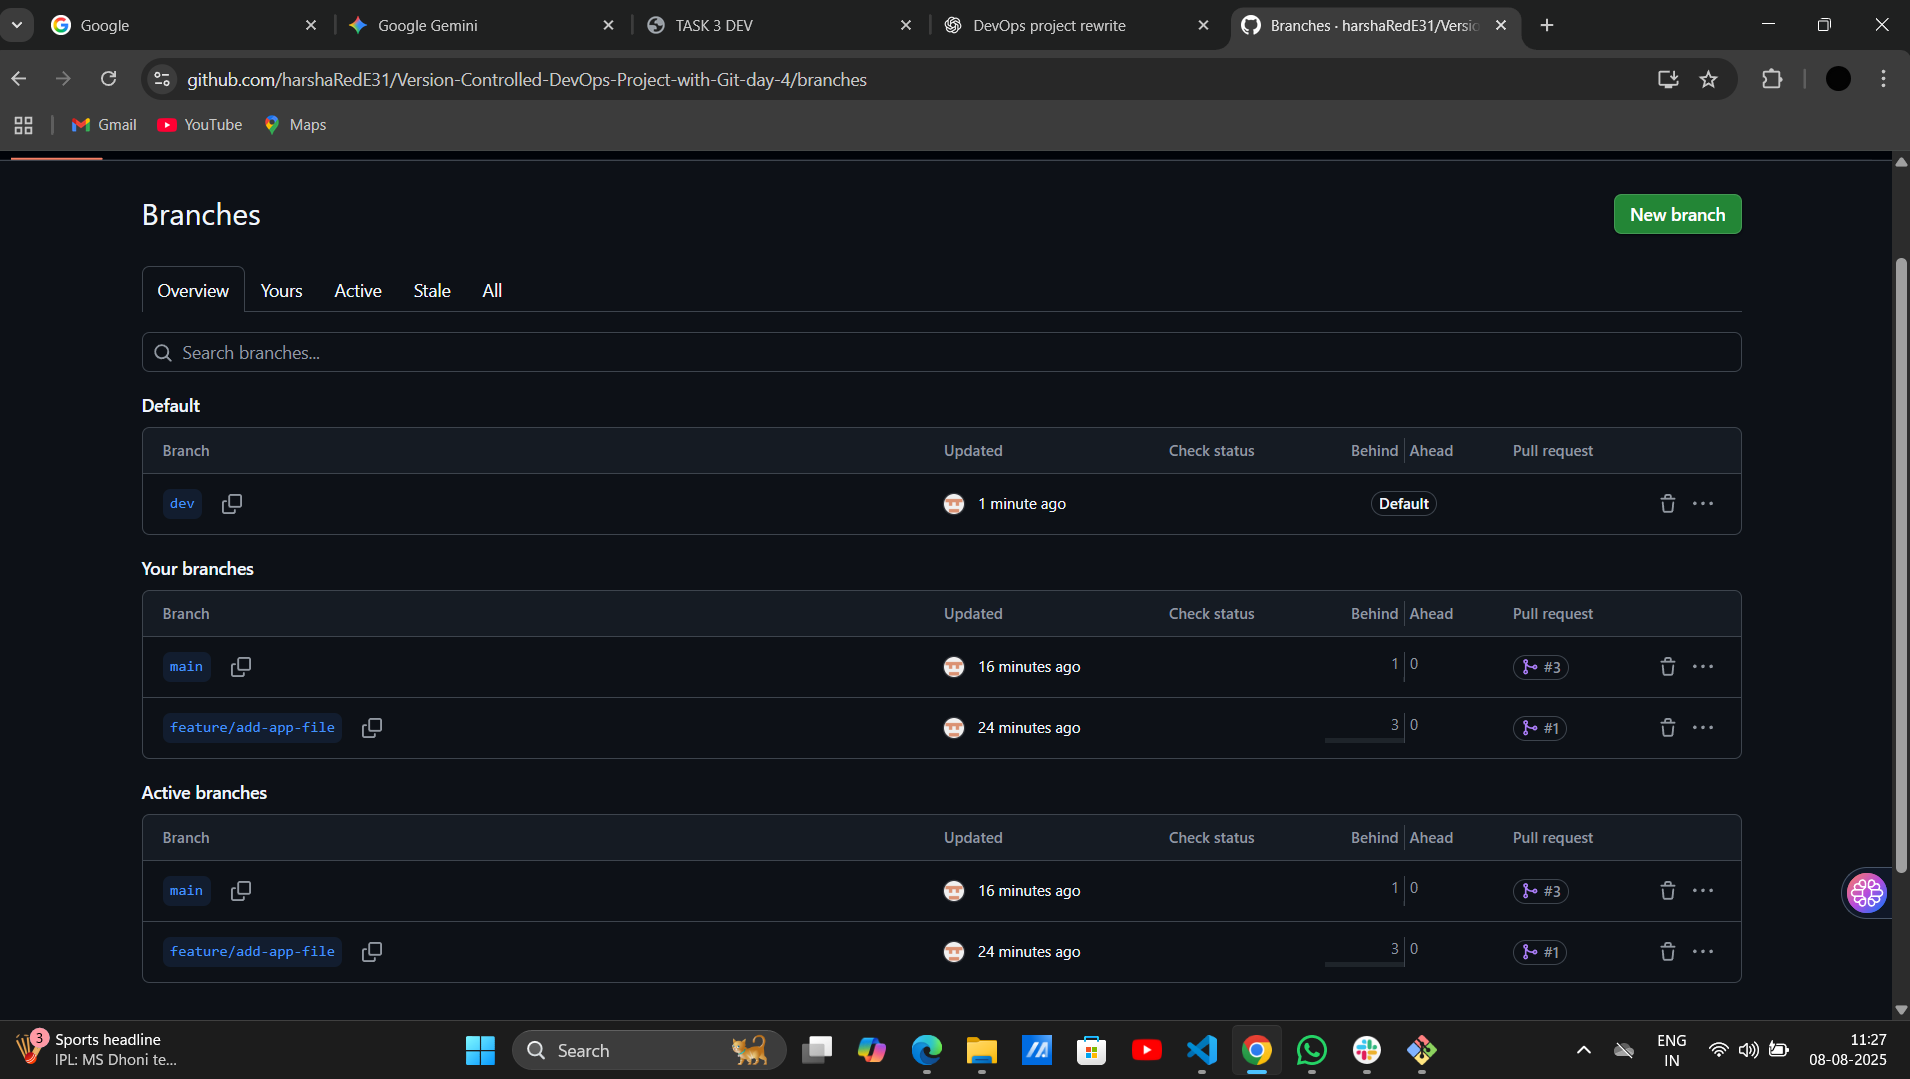 Google
Google Gemini
TASK 3 DEV
DevOps project rewrite
Branches · harshaRedE31/Versio
github.com/harshaRedE31/Version-Controlled-DevOps-Project-with-Git-day-4/branches
Gmail
YouTube
Maps
Branches
New branch
Overview Yours Active Stale All
Search branches...
Default
Branch Updated Check status Behind Ahead Pull request
dev 1 minute ago Default
Your branches
Branch Updated Check status Behind Ahead Pull request
main 16 minutes ago 1 0 #3
feature/add-app-file 24 minutes ago 3 0 #1
Active branches
Branch Updated Check status Behind Ahead Pull request
main 16 minutes ago 1 0 #3
feature/add-app-file 24 minutes ago 3 0 #1
3
Sports headline
IPL: MS Dhoni te...
Search
ENG
IN
11:27
08-08-2025